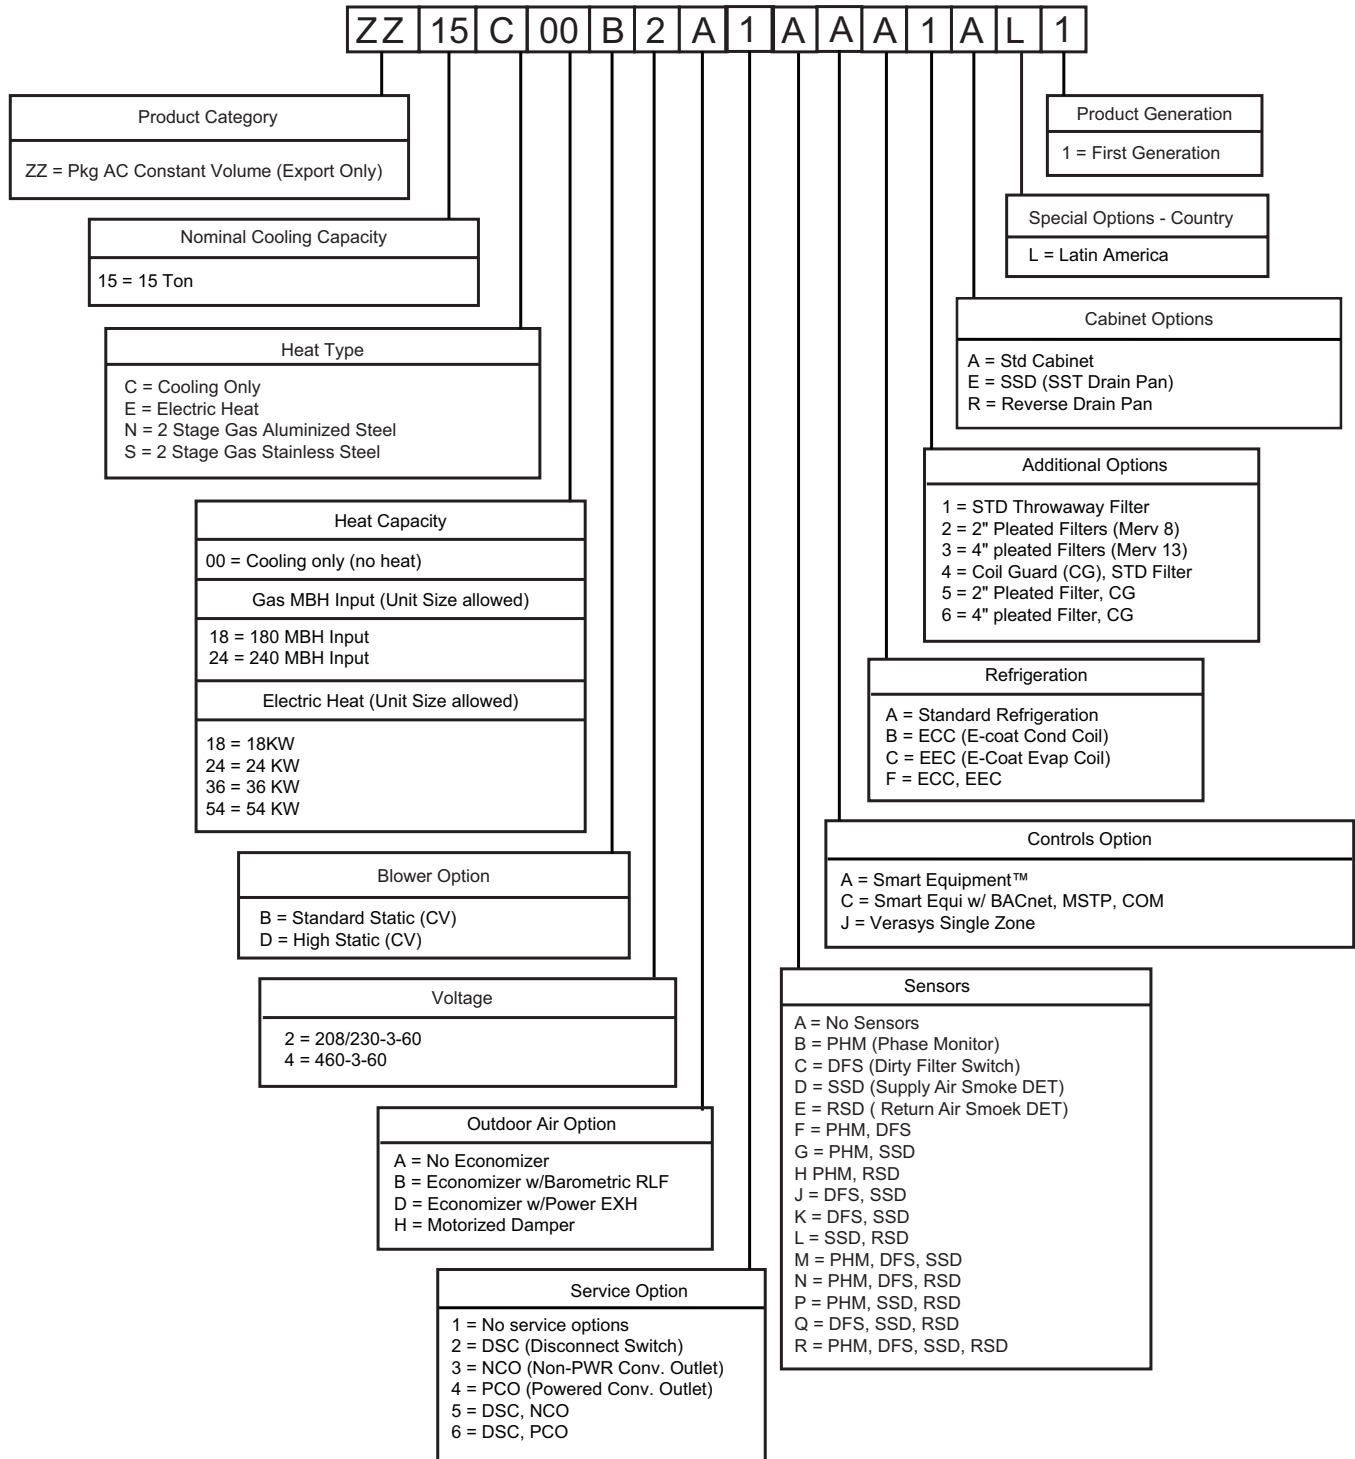 ZZ 15 C 00 B 2 A 1 A A A 1 A L 1
Product Category
ZZ = Pkg AC Constant Volume (Export Only)
Nominal Cooling Capacity
15 = 15 Ton
Heat Type
C = Cooling Only
E = Electric Heat
N = 2 Stage Gas Aluminized Steel
S = 2 Stage Gas Stainless Steel
Heat Capacity
00 = Cooling only (no heat)
Gas MBH Input (Unit Size allowed)
18 = 180 MBH Input
24 = 240 MBH Input
Electric Heat (Unit Size allowed)
18 = 18KW
24 = 24 KW
36 = 36 KW
54 = 54 KW
Blower Option
B = Standard Static (CV)
D = High Static (CV)
Voltage
2 = 208/230-3-60
4 = 460-3-60
Outdoor Air Option
A = No Economizer
B = Economizer w/Barometric RLF
D = Economizer w/Power EXH
H = Motorized Damper
Service Option
1 = No service options
2 = DSC (Disconnect Switch)
3 = NCO (Non-PWR Conv. Outlet)
4 = PCO (Powered Conv. Outlet)
5 = DSC, NCO
6 = DSC, PCO
Product Generation
1 = First Generation
Special Options - Country
L = Latin America
Cabinet Options
A = Std Cabinet
E = SSD (SST Drain Pan)
R = Reverse Drain Pan
Additional Options
1 = STD Throwaway Filter
2 = 2" Pleated Filters (Merv 8)
3 = 4" pleated Filters (Merv 13)
4 = Coil Guard (CG), STD Filter
5 = 2" Pleated Filter, CG
6 = 4" pleated Filter, CG
Refrigeration
A = Standard Refrigeration
B = ECC (E-coat Cond Coil)
C = EEC (E-Coat Evap Coil)
F = ECC, EEC
Controls Option
A = Smart Equipment™
C = Smart Equi w/ BACnet, MSTP, COM
J = Verasys Single Zone
Sensors
A = No Sensors
B = PHM (Phase Monitor)
C = DFS (Dirty Filter Switch)
D = SSD (Supply Air Smoke DET)
E = RSD ( Return Air Smoek DET)
F = PHM, DFS
G = PHM, SSD
H PHM, RSD
J = DFS, SSD
K = DFS, SSD
L = SSD, RSD
M = PHM, DFS, SSD
N = PHM, DFS, RSD
P = PHM, SSD, RSD
Q = DFS, SSD, RSD
R = PHM, DFS, SSD, RSD